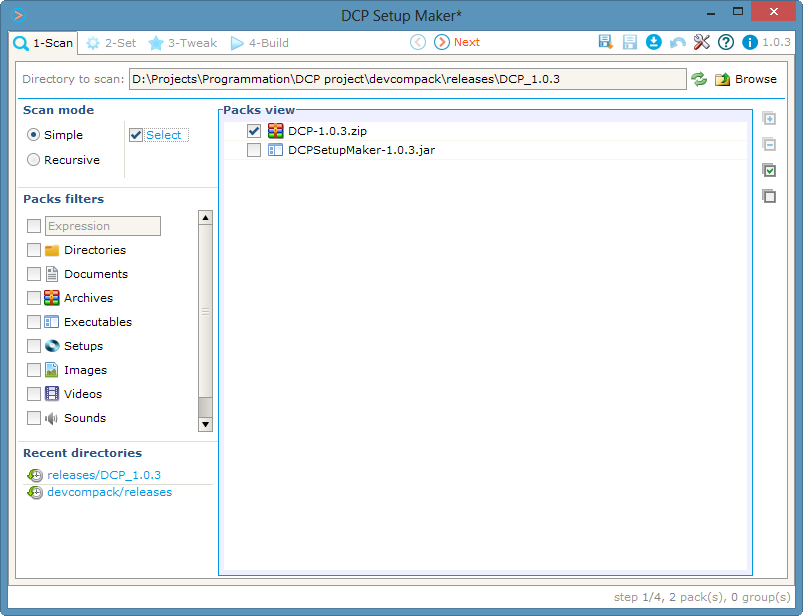 DCP Setup Maker*
1-Scan 2-Set 3-Tweak 4-Build Next 1.0.3
Directory to scan: D:\Projects\Programmation\DCP project\devcompack\releases\DCP_1.0.3 Browse
Scan mode
Simple Select
Recursive
Packs filters
Expression
Directories
Documents
Archives
Executables
Setups
Images
Videos
Sounds
Recent directories
releases/DCP_1.0.3
devcompack/releases
Packs view
DCP-1.0.3.zip
DCPSetupMaker-1.0.3.jar
step 1/4, 2 pack(s), 0 group(s)